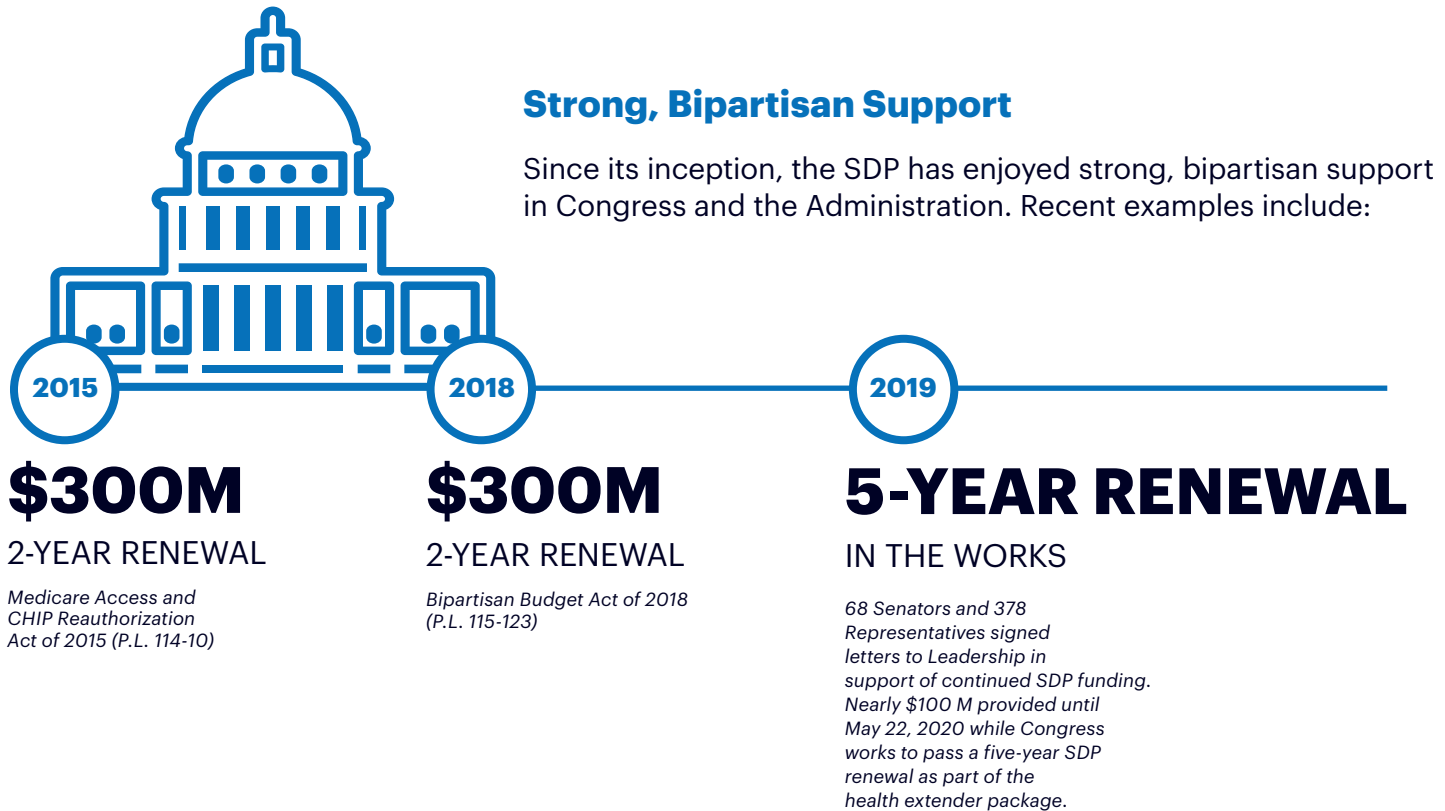 Strong, Bipartisan Support
Since its inception, the SDP has enjoyed strong, bipartisan support
in Congress and the Administration. Recent examples include:
2015
$300M
2-YEAR RENEWAL
Medicare Access and
CHIP Reauthorization
Act of 2015 (P.L. 114-10)
2018
$300M
2-YEAR RENEWAL
Bipartisan Budget Act of 2018
(P.L. 115-123)
2019
5-YEAR RENEWAL
IN THE WORKS
68 Senators and 378
Representatives signed
letters to Leadership in
support of continued SDP funding.
Nearly $100 M provided until
May 22, 2020 while Congress
works to pass a five-year SDP
renewal as part of the
health extender package.